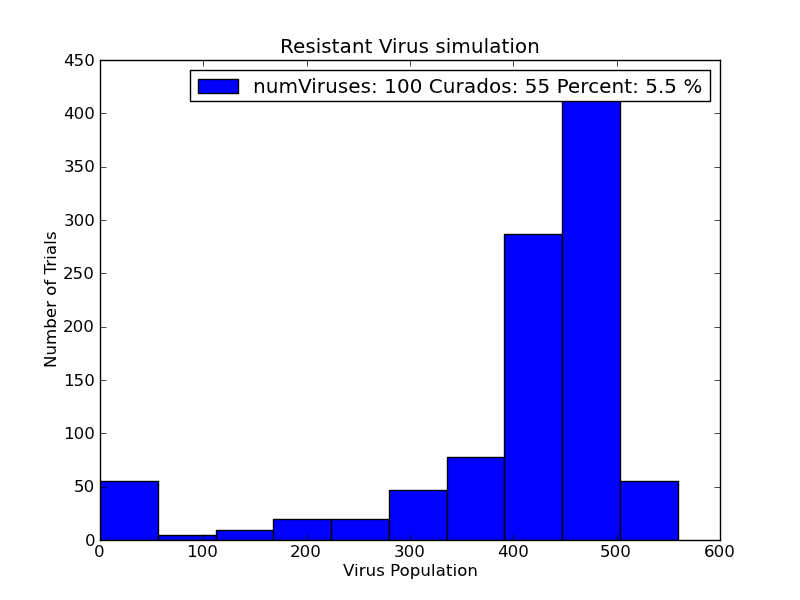 Resistant Virus simulation
numViruses: 100 Curados: 55 Percent: 5.5 %
450
400
350
300
250
200
150
100
50
0
Number of Trials
0 100 200 300 400 500 600
Virus Population